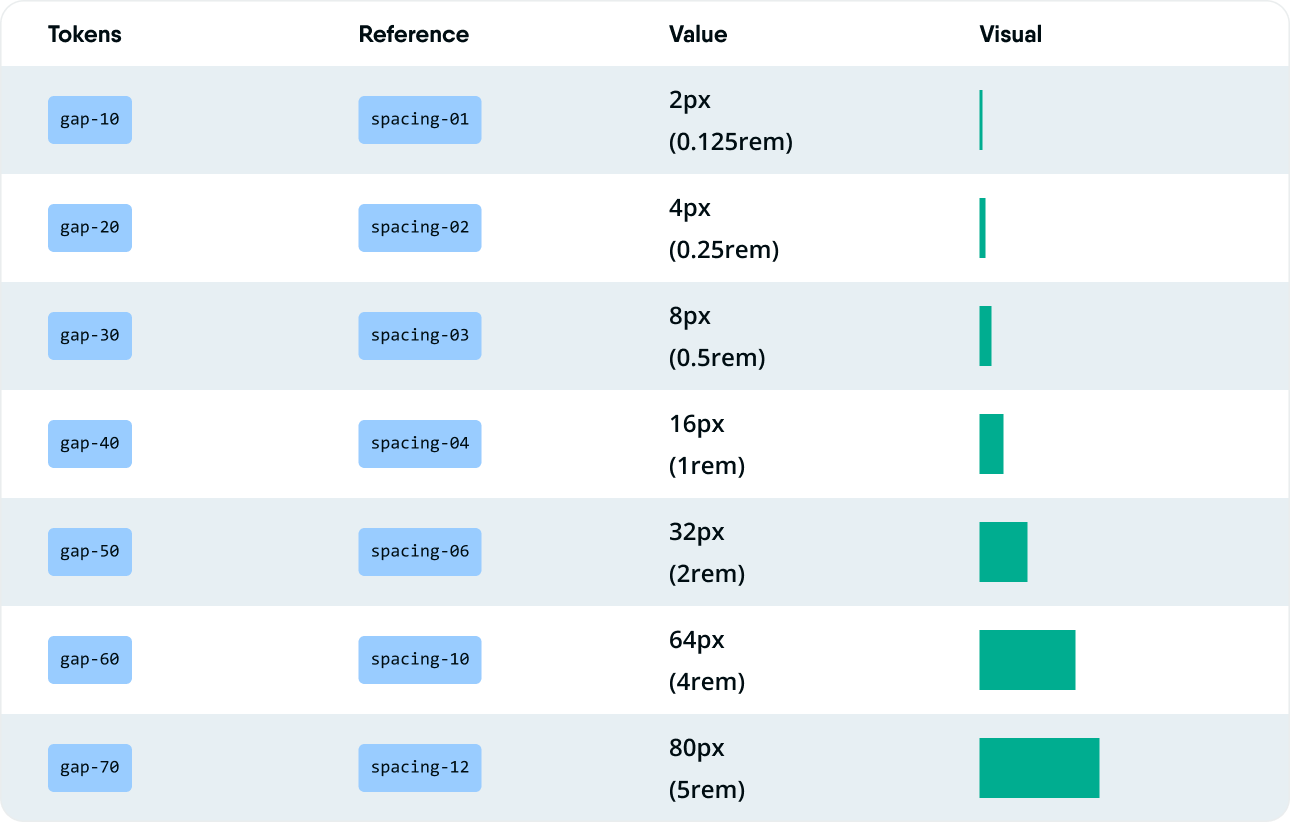 Tokens Reference Value Visual
gap-10 spacing-01 2px
(0.125rem)
gap-20 spacing-02 4px
(0.25rem)
gap-30 spacing-03 8px
(0.5rem)
gap-40 spacing-04 16px
(1rem)
gap-50 spacing-06 32px
(2rem)
gap-60 spacing-10 64px
(4rem)
gap-70 spacing-12 80px
(5rem)